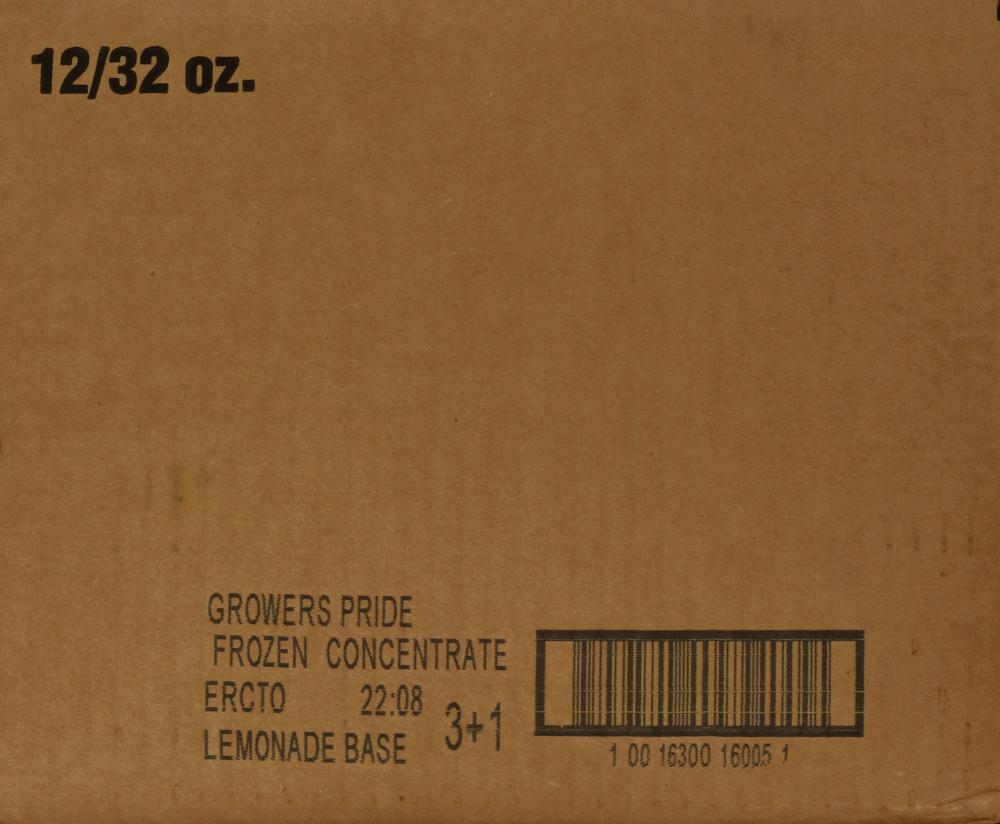 12/32 oz.
GROWERS PRIDE
FROZEN CONCENTRATE
ERCTO 22:08 3+1
LEMONADE BASE
1 00 16300 16005 1